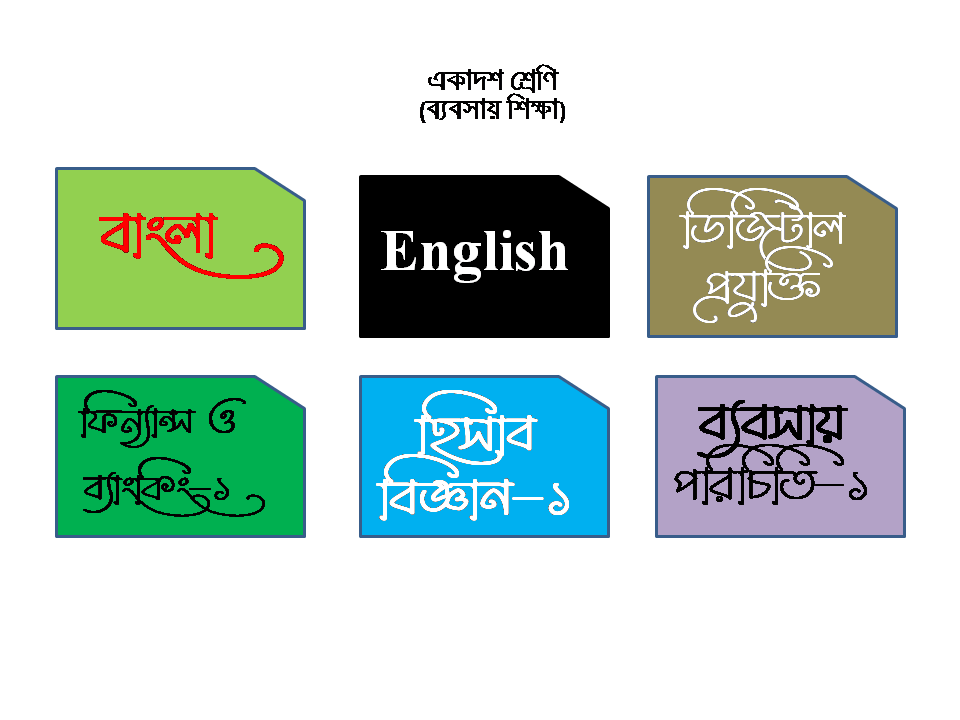 একাদশ শ্রেণি
(ব্যবসায় শিক্ষা)
বাংলা
English
ডিজিস্টাল
প্রযুক্তি
ফিন্যান্স ও
ব্যাংকিং–১
হিসাব
বিজ্ঞান–১
ব্যবসায়
পরিচিতি–১